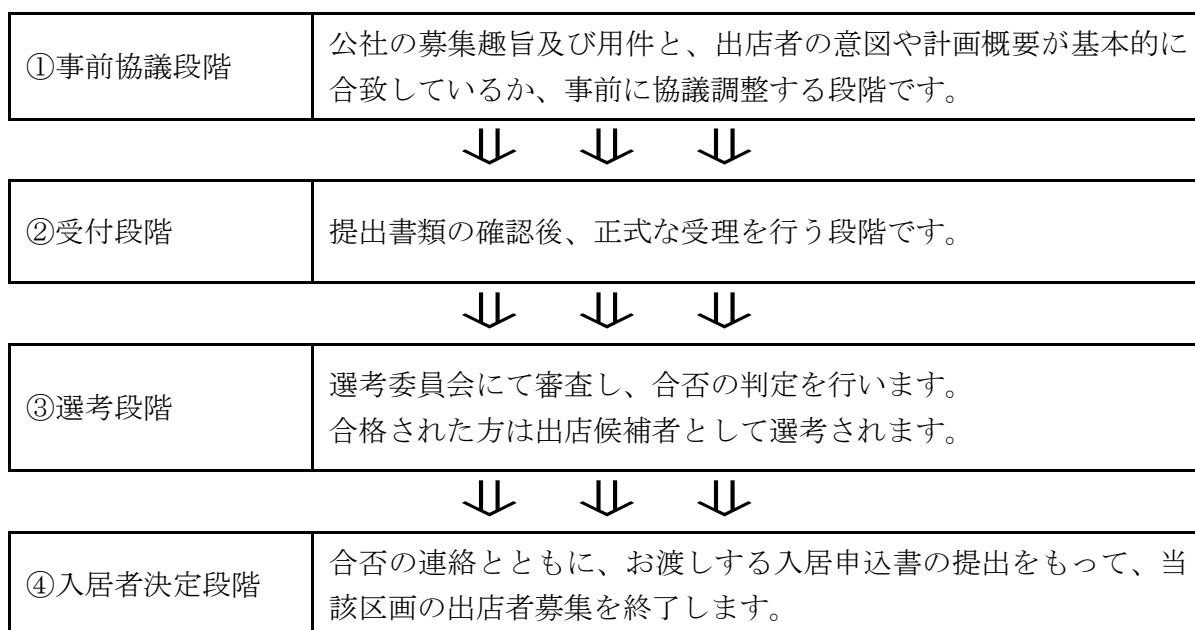 ①事前協議段階
公社の募集趣旨及び用件と、出店者の意図や計画概要が基本的に
合致しているか、事前に協議調整する段階です。
⇓ ⇓ ⇓
②受付段階
提出書類の確認後、正式な受理を行う段階です。
⇓ ⇓ ⇓
③選考段階
選考委員会にて審査し、合否の判定を行います。
合格された方は出店候補者として選考されます。
⇓ ⇓ ⇓
④入居者決定段階
合否の連絡とともに、お渡しする入居申込書の提出をもって、当
該区画の出店者募集を終了します。